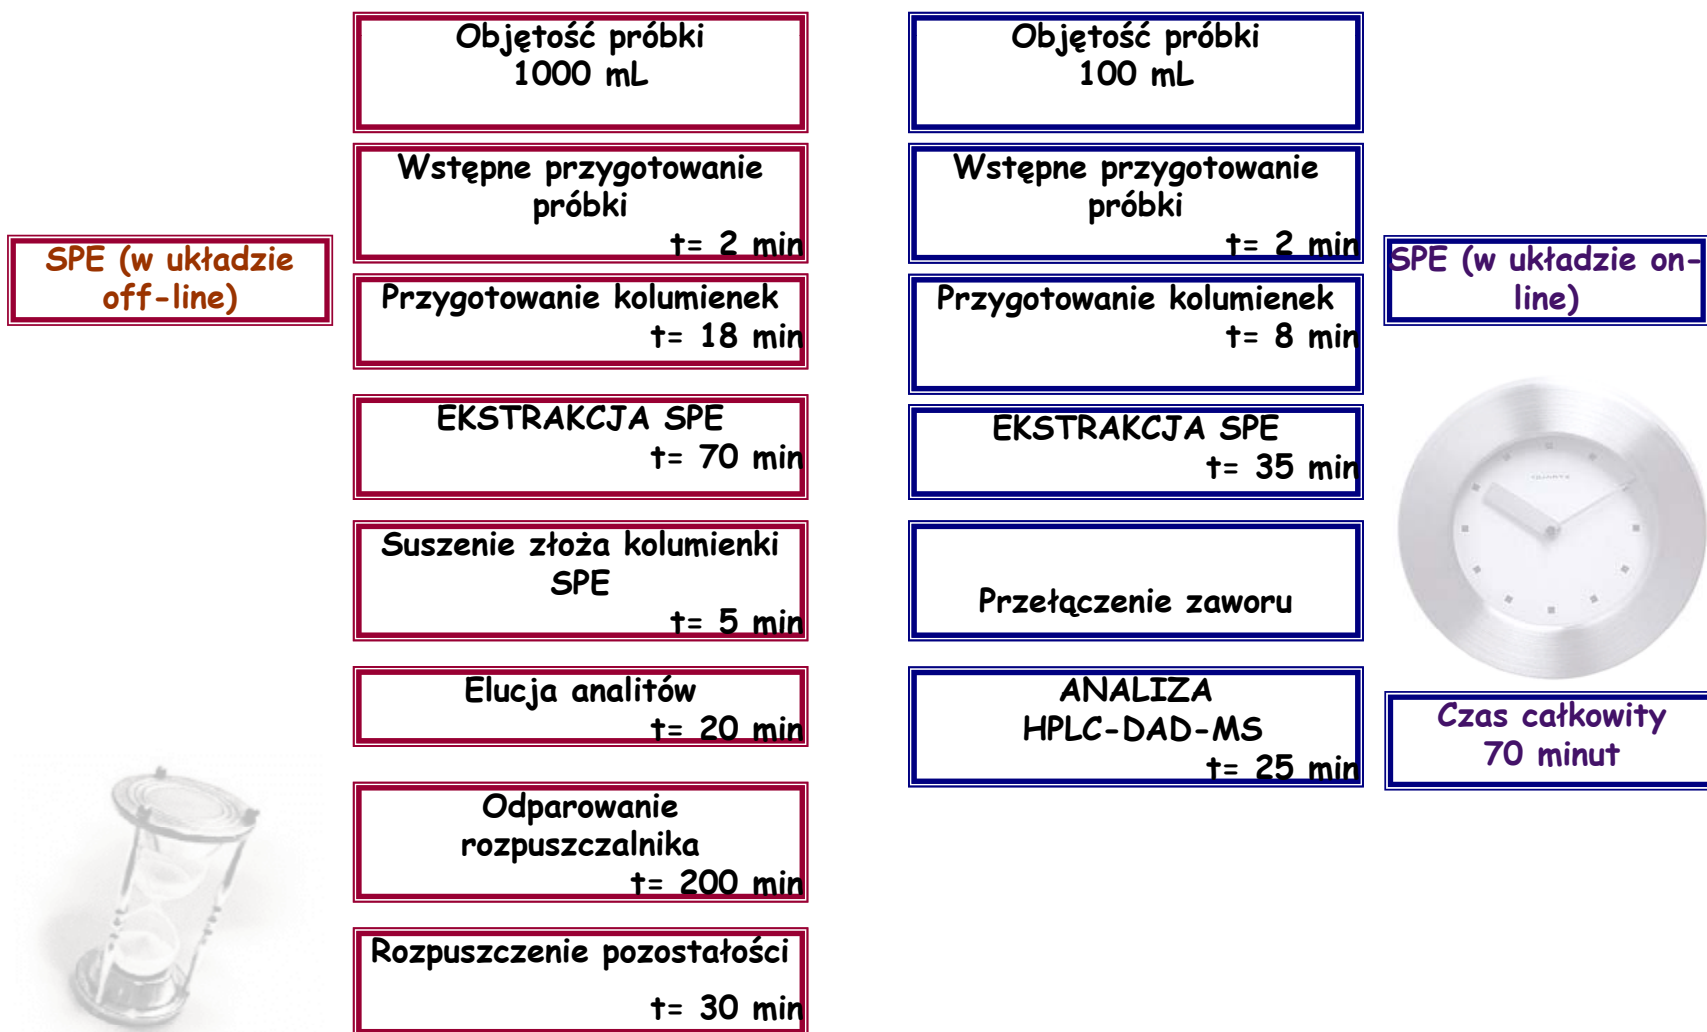 Objętość próbki
1000 mL
Wstępne przygotowanie
próbki
t= 2 min
SPE (w układzie
off-line)
Przygotowanie kolumienek
t= 18 min
EKSTRAKCJA SPE
t= 70 min
Suszenie złoża kolumienki
SPE
t= 5 min
Elucja analitów
t= 20 min
Odparowanie
rozpuszczalnika
t= 200 min
Rozpuszczenie pozostałości
t= 30 min
Objętość próbki
100 mL
Wstępne przygotowanie
próbki
t= 2 min
SPE (w układzie on-
line)
Przygotowanie kolumienek
t= 8 min
EKSTRAKCJA SPE
t= 35 min
Przełączenie zaworu
ANALIZA
HPLC-DAD-MS
t= 25 min
Czas całkowity
70 minut